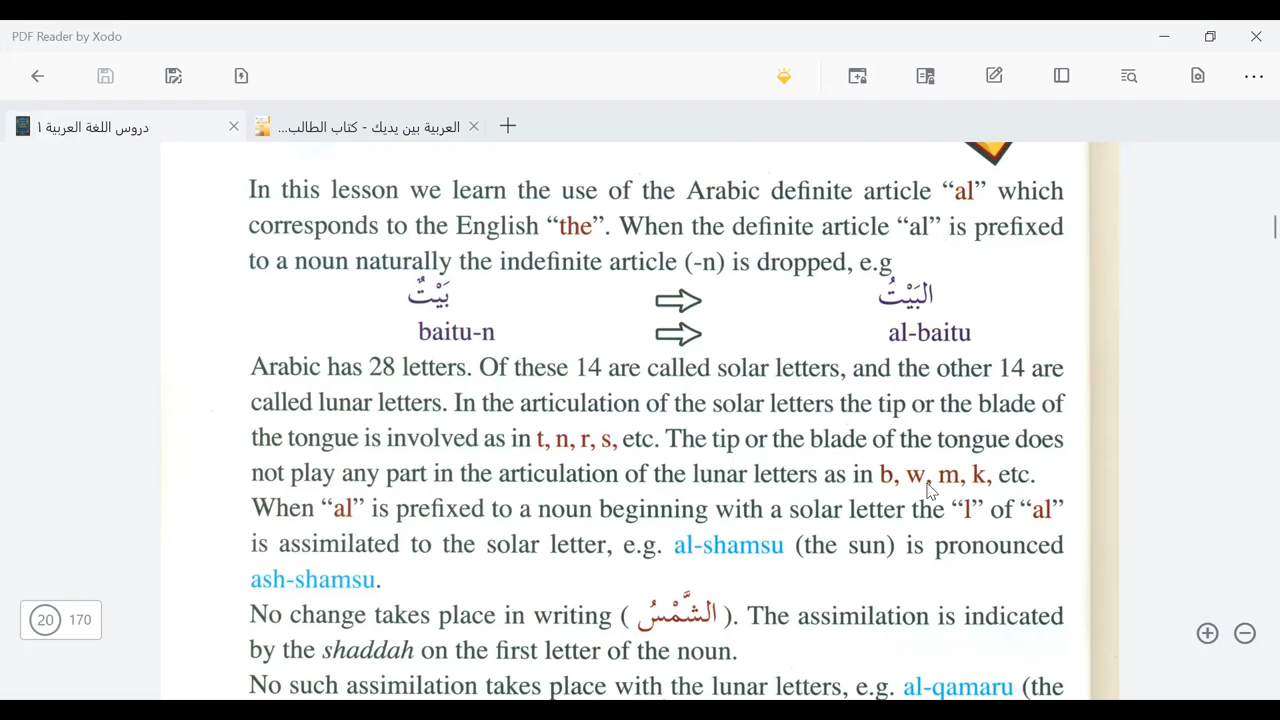 PDF Reader by Xodo
دروس اللغة العربية ١
العربية بين يديك - كتاب الطالب...
In this lesson we learn the use of the Arabic definite article “al” which
corresponds to the English “the”. When the definite article “al” is prefixed
to a noun naturally the indefinite article (-n) is dropped, e.g
بَيْتٌ ⇨ البَيْتُ
baitu-n ⇨ al-baitu
Arabic has 28 letters. Of these 14 are called solar letters, and the other 14 are
called lunar letters. In the articulation of the solar letters the tip or the blade of
the tongue is involved as in t, n, r, s, etc. The tip or the blade of the tongue does
not play any part in the articulation of the lunar letters as in b, w, m, k, etc.
When “al” is prefixed to a noun beginning with a solar letter the “l” of “al”
is assimilated to the solar letter, e.g. al-shamsu (the sun) is pronounced
ash-shamsu.
No change takes place in writing ( الشَّمْسُ ). The assimilation is indicated
by the shaddah on the first letter of the noun.
No such assimilation takes place with the lunar letters, e.g. al-qamaru (the
20 170